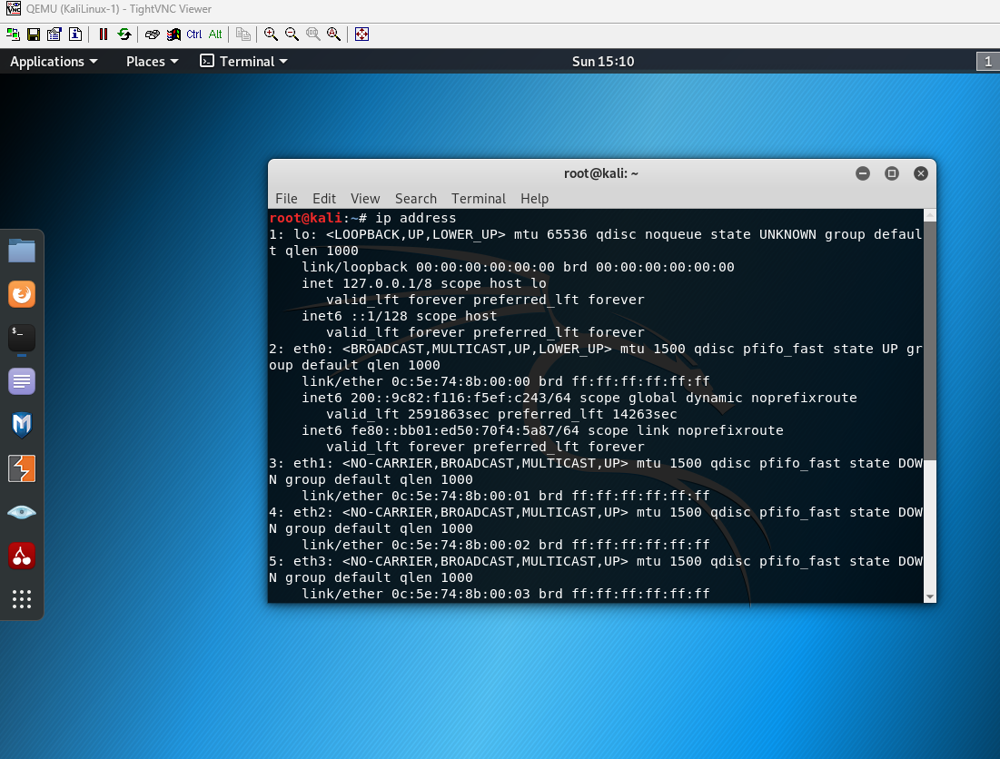 QEMU (KaliLinux-1) - TightVNC Viewer
Ctrl Alt
Applications Places Terminal Sun 15:10 1
root@kali: ~
File Edit View Search Terminal Help
root@kali:~# ip address
1: lo: <LOOPBACK,UP,LOWER_UP> mtu 65536 qdisc noqueue state UNKNOWN group defaul
t qlen 1000
    link/loopback 00:00:00:00:00:00 brd 00:00:00:00:00:00
    inet 127.0.0.1/8 scope host lo
       valid_lft forever preferred_lft forever
    inet6 ::1/128 scope host
       valid_lft forever preferred_lft forever
2: eth0: <BROADCAST,MULTICAST,UP,LOWER_UP> mtu 1500 qdisc pfifo_fast state UP gr
oup default qlen 1000
    link/ether 0c:5e:74:8b:00:00 brd ff:ff:ff:ff:ff:ff
    inet6 200::9c82:f116:f5ef:c243/64 scope global dynamic noprefixroute
       valid_lft 2591863sec preferred_lft 14263sec
    inet6 fe80::bb01:ed50:70f4:5a87/64 scope link noprefixroute
       valid_lft forever preferred_lft forever
3: eth1: <NO-CARRIER,BROADCAST,MULTICAST,UP> mtu 1500 qdisc pfifo_fast state DOW
N group default qlen 1000
    link/ether 0c:5e:74:8b:00:01 brd ff:ff:ff:ff:ff:ff
4: eth2: <NO-CARRIER,BROADCAST,MULTICAST,UP> mtu 1500 qdisc pfifo_fast state DOW
N group default qlen 1000
    link/ether 0c:5e:74:8b:00:02 brd ff:ff:ff:ff:ff:ff
5: eth3: <NO-CARRIER,BROADCAST,MULTICAST,UP> mtu 1500 qdisc pfifo_fast state DOW
N group default qlen 1000
    link/ether 0c:5e:74:8b:00:03 brd ff:ff:ff:ff:ff:ff